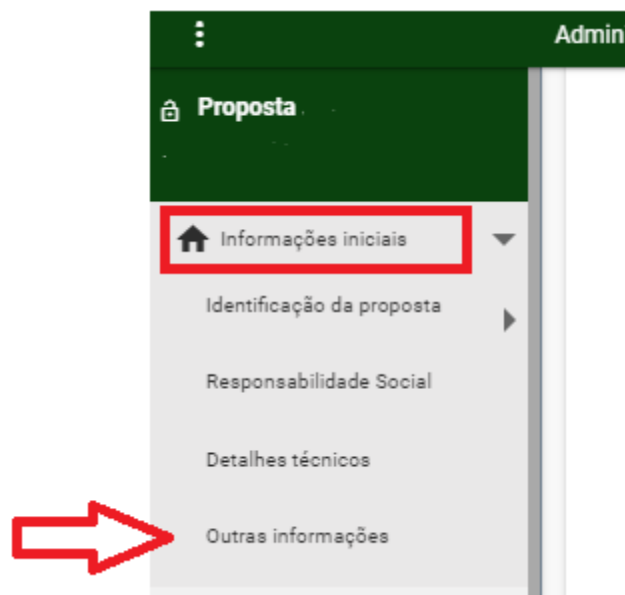 Admin
Proposta
Informações iniciais
Identificação da proposta
Responsabilidade Social
Detalhes técnicos
Outras informações